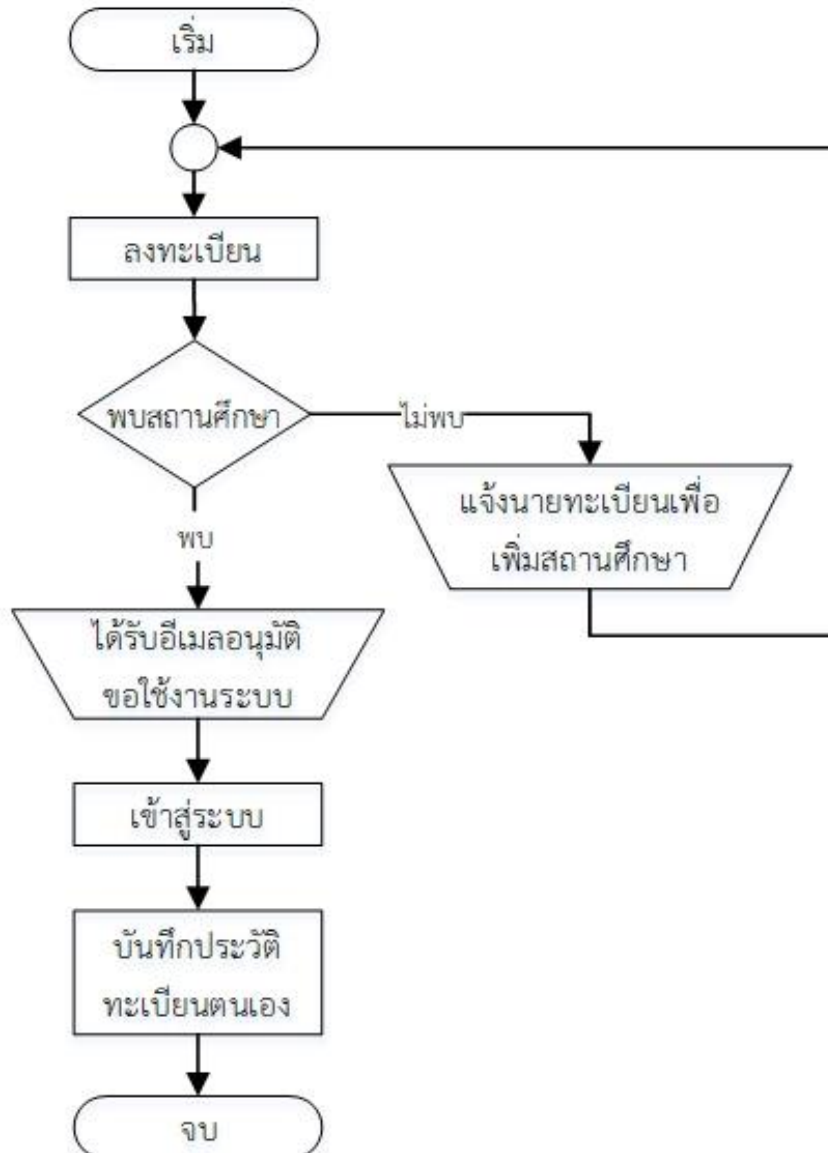 เริ่ม
ลงทะเบียน
พบสถานศึกษา
ไม่พบ
แจ้งนายทะเบียนเพื่อ
เพิ่มสถานศึกษา
พบ
ได้รับอีเมลอนุมัติ
ขอใช้งานระบบ
เข้าสู่ระบบ
บันทึกประวัติ
ทะเบียนตนเอง
จบ